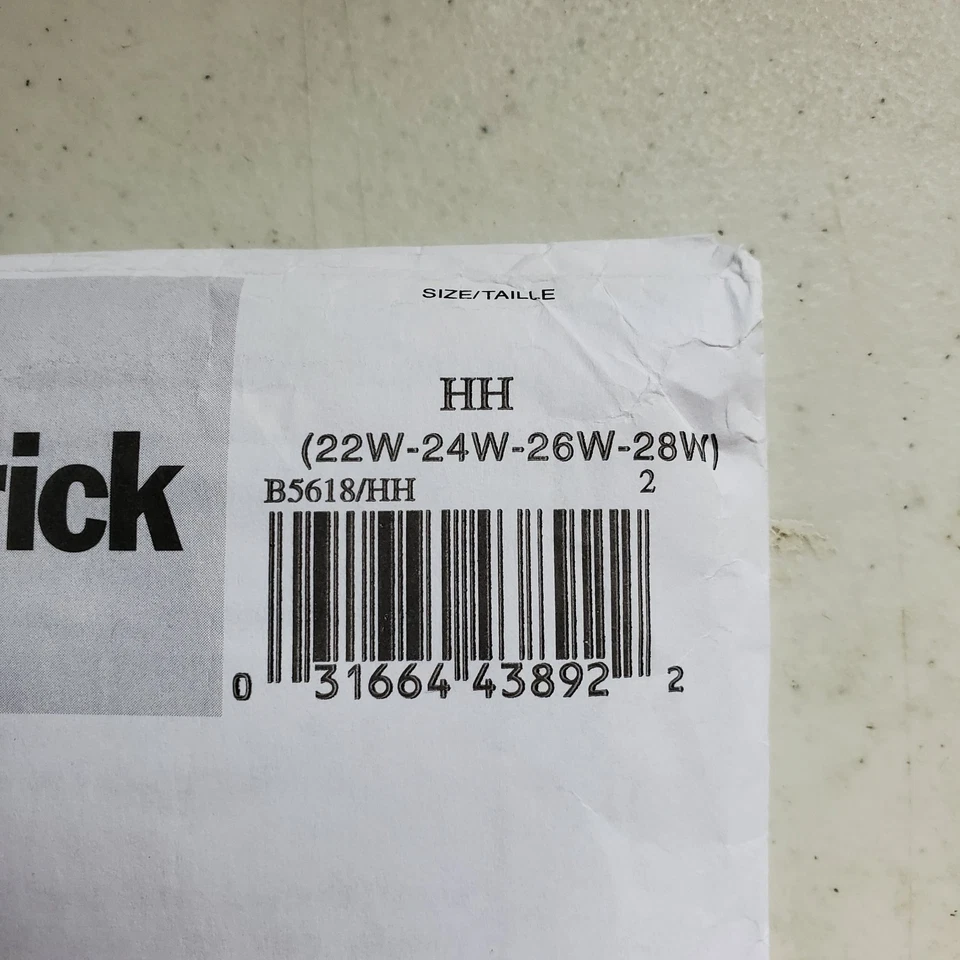 SIZE/TAILLE
HH
(22W-24W-26W-28W)
B5618/HH 2
rick
0 31664 43892 2